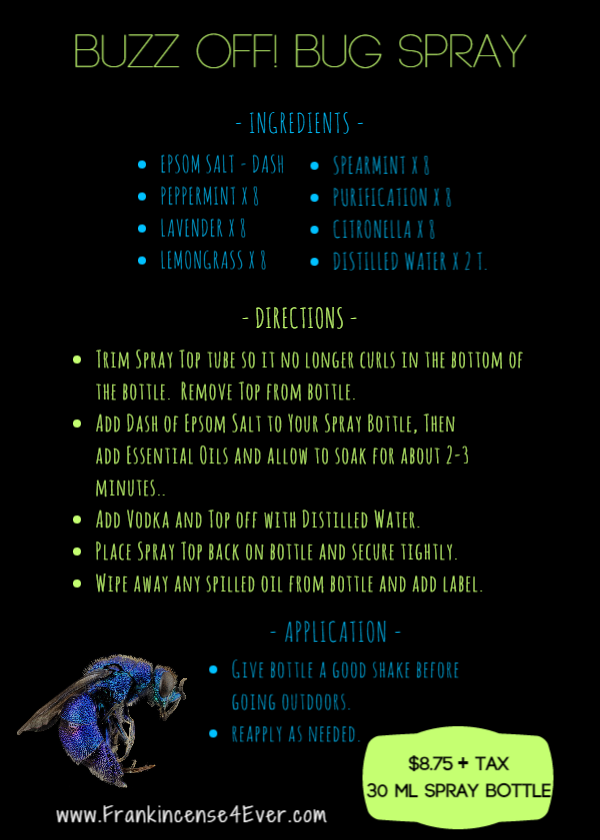 BUZZ OFF! BUG SPRAY
- INGREDIENTS -
• EPSOM SALT - DASH
• PEPPERMINT X 8
• LAVENDER X 8
• LEMONGRASS X 8
• SPEARMINT X 8
• PURIFICATION X 8
• CITRONELLA X 8
• DISTILLED WATER X 2 T.
- DIRECTIONS -
• TRIM SPRAY TOP TUBE SO IT NO LONGER CURLS IN THE BOTTOM OF
THE BOTTLE. REMOVE TOP FROM BOTTLE.
• ADD DASH OF EPSOM SALT TO YOUR SPRAY BOTTLE, THEN
ADD ESSENTIAL OILS AND ALLOW TO SOAK FOR ABOUT 2-3
MINUTES..
• ADD VODKA AND TOP OFF WITH DISTILLED WATER.
• PLACE SPRAY TOP BACK ON BOTTLE AND SECURE TIGHTLY.
• WIPE AWAY ANY SPILLED OIL FROM BOTTLE AND ADD LABEL.
- APPLICATION -
• GIVE BOTTLE A GOOD SHAKE BEFORE
GOING OUTDOORS.
• REAPPLY AS NEEDED.
$8.75 + TAX
30 ML SPRAY BOTTLE
www.Frankincense4Ever.com